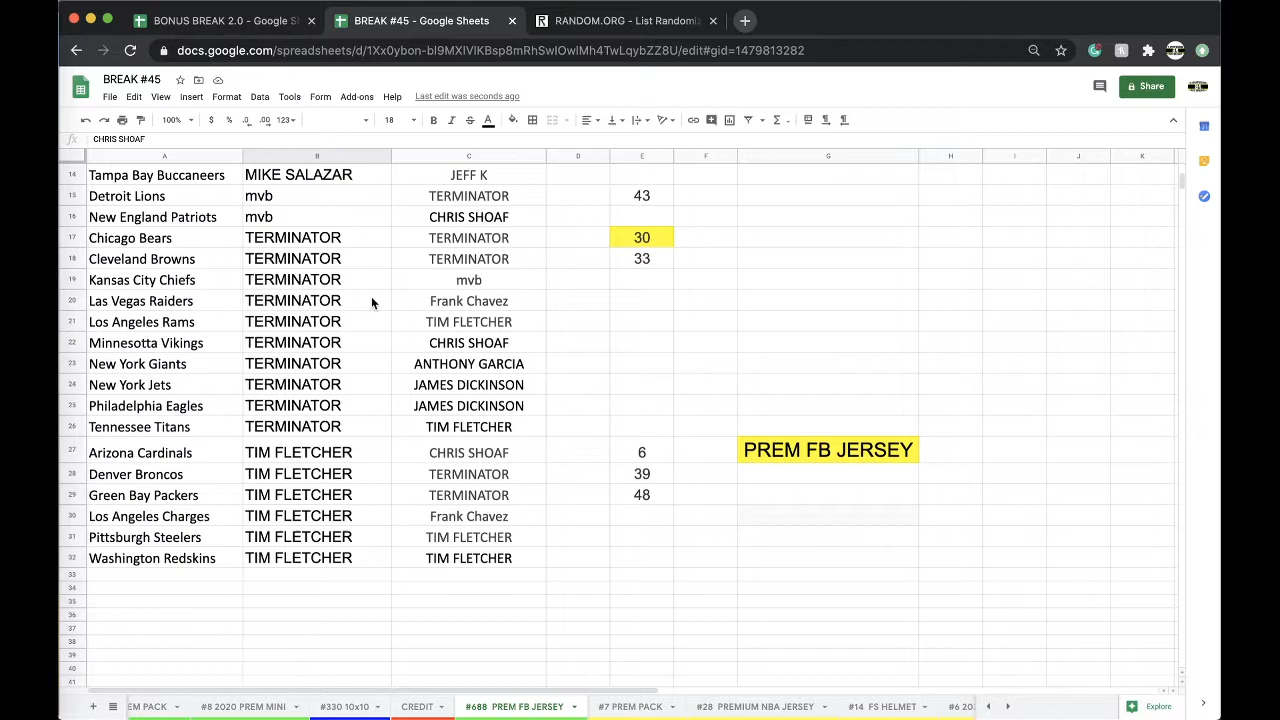 BONUS BREAK 2.0 - Google S
BREAK #45 - Google Sheets
RANDOM.ORG - List Randomiz
docs.google.com/spreadsheets/d/1Xx0ybon-bl9MXIVlKBsp8mRhSwIOwlMh4TwLqybZZ8U/edit#gid=1479813282
BREAK #45
Share
File Edit View Insert Format Data Tools Form Add-ons Help Last edit was seconds ago
100% $ % .0 .00 123 18 B I S A
fx CHRIS SHOAF
A B C D E F G H I J K
14 Tampa Bay Buccaneers MIKE SALAZAR JEFF K
15 Detroit Lions mvb TERMINATOR 43
16 New England Patriots mvb CHRIS SHOAF
17 Chicago Bears TERMINATOR TERMINATOR 30
18 Cleveland Browns TERMINATOR TERMINATOR 33
19 Kansas City Chiefs TERMINATOR mvb
20 Las Vegas Raiders TERMINATOR Frank Chavez
21 Los Angeles Rams TERMINATOR TIM FLETCHER
22 Minnesotta Vikings TERMINATOR CHRIS SHOAF
23 New York Giants TERMINATOR ANTHONY GARCIA
24 New York Jets TERMINATOR JAMES DICKINSON
25 Philadelphia Eagles TERMINATOR JAMES DICKINSON
26 Tennessee Titans TERMINATOR TIM FLETCHER
27 Arizona Cardinals TIM FLETCHER CHRIS SHOAF 6 PREM FB JERSEY
28 Denver Broncos TIM FLETCHER TERMINATOR 39
29 Green Bay Packers TIM FLETCHER TERMINATOR 48
30 Los Angeles Charges TIM FLETCHER Frank Chavez
31 Pittsburgh Steelers TIM FLETCHER TIM FLETCHER
32 Washington Redskins TIM FLETCHER TIM FLETCHER
33
34
35
36
37
38
39
40
41
EM PACK #8 2020 PREM MINI #330 10x10 CREDIT #688 PREM FB JERSEY #7 PREM PACK #28 PREMIUM NBA JERSEY #14 FS HELMET #6 20 Explore